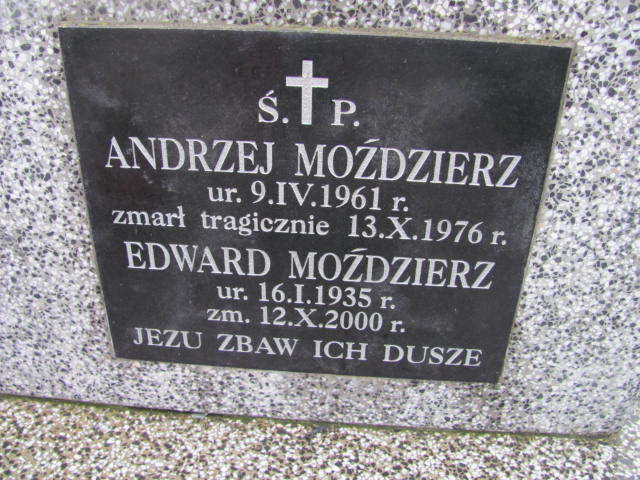 Ś. P.
ANDRZEJ MOŹDZIERZ
ur. 9.IV.1961 r.
zmarł tragicznie 13.X.1976 r.
EDWARD MOŹDZIERZ
ur. 16.I.1935 r.
zm. 12.X.2000 r.
JEZU ZBAW ICH DUSZE